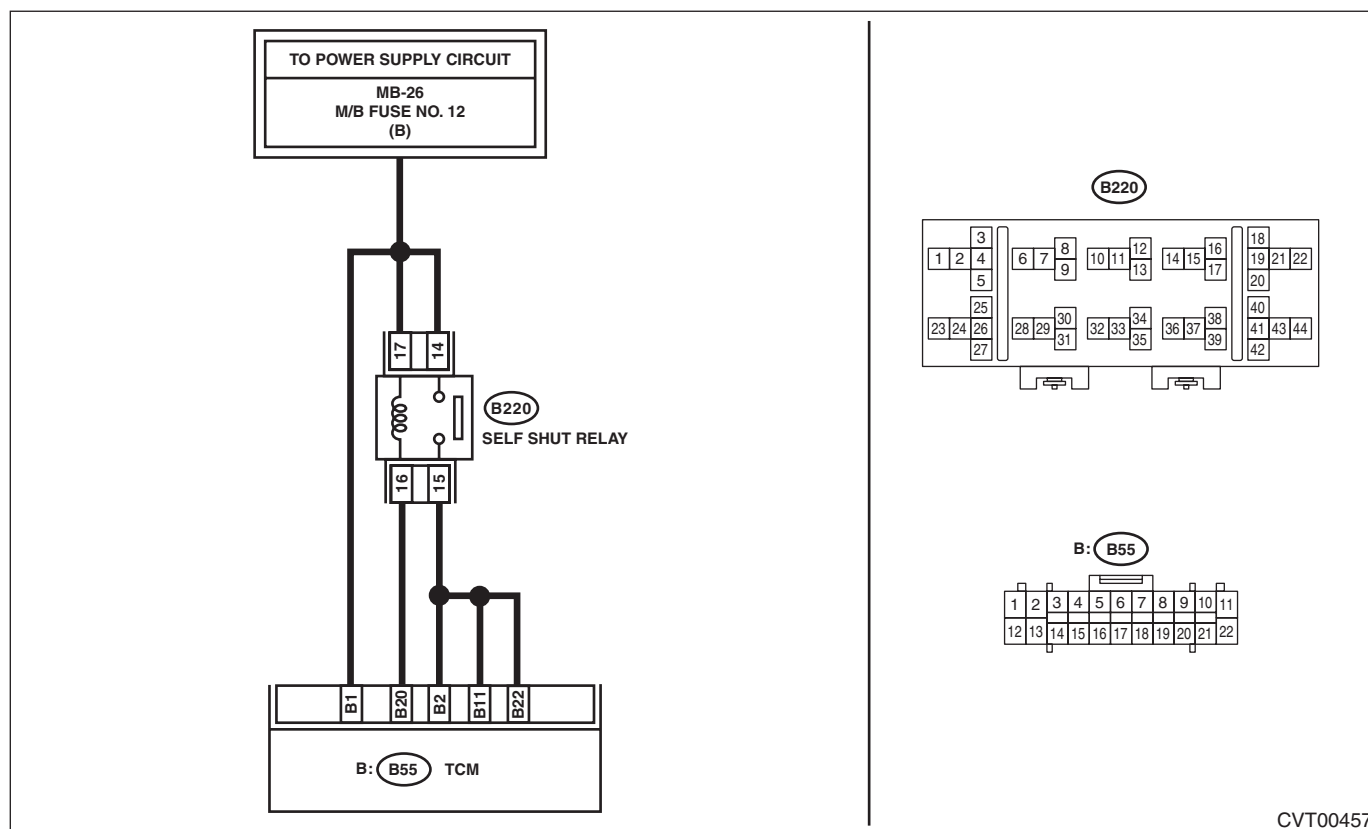 TO POWER SUPPLY CIRCUIT
MB-26
M/B FUSE NO. 12
(B)
17 14
B220
SELF SHUT RELAY
16 15
B1 B20 B2 B11 B22
B: B55 TCM
B220
3 8 12 16 18
1 2 4 6 7 10 11 14 15 19 21 22
9 13 17
5 20
25 30 34 38 40
23 24 26 28 29 32 33 36 37 41 43 44
31 35 39
27 42
B: B55
1 2 3 4 5 6 7 8 9 10 11
12 13 14 15 16 17 18 19 20 21 22
CVT00457